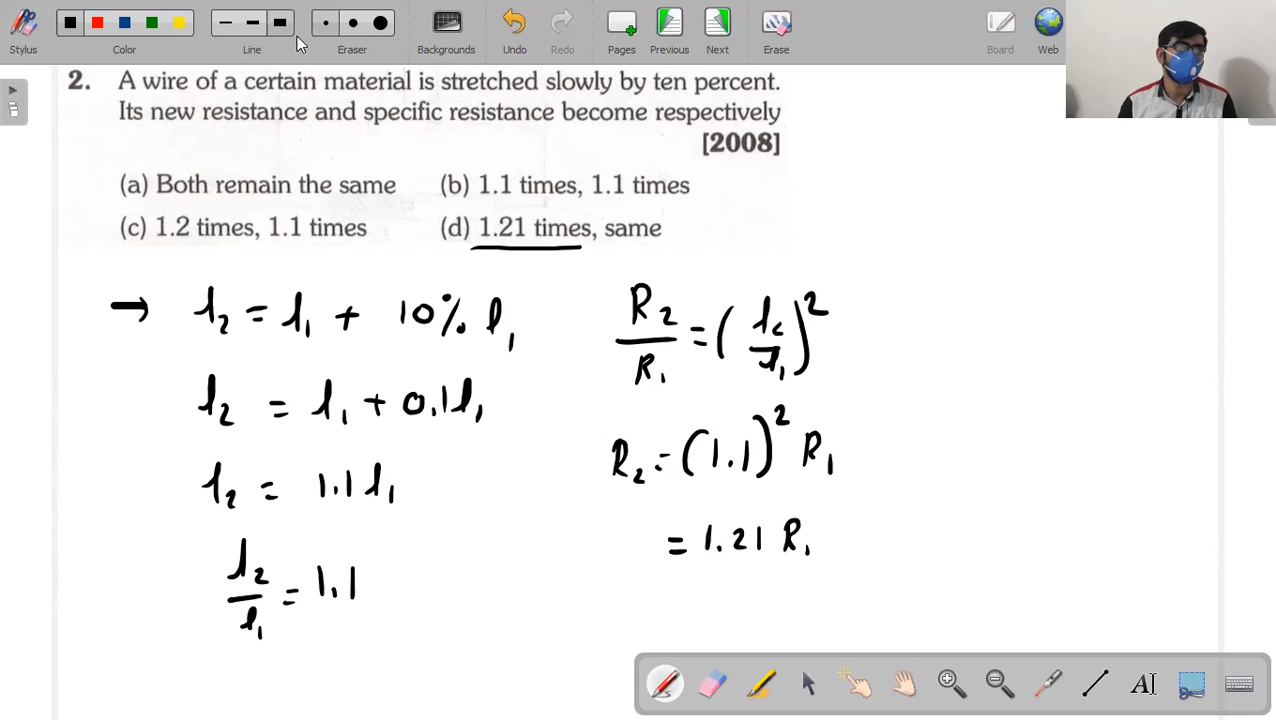 Stylus Color Line Eraser Backgrounds Undo Redo Pages Previous Next Erase Board Web
2. A wire of a certain material is stretched slowly by ten percent.
Its new resistance and specific resistance become respectively
[2008]
(a) Both remain the same (b) 1.1 times, 1.1 times
(c) 1.2 times, 1.1 times (d) 1.21 times, same
→ l₂ = l₁ + 10% l₁
l₂ = l₁ + 0.1l₁
l₂ = 1.1 l₁
l₂/l₁ = 1.1
R₂/R₁ = (l₂/l₁)²
R₂ = (1.1)² R₁
= 1.21 R₁